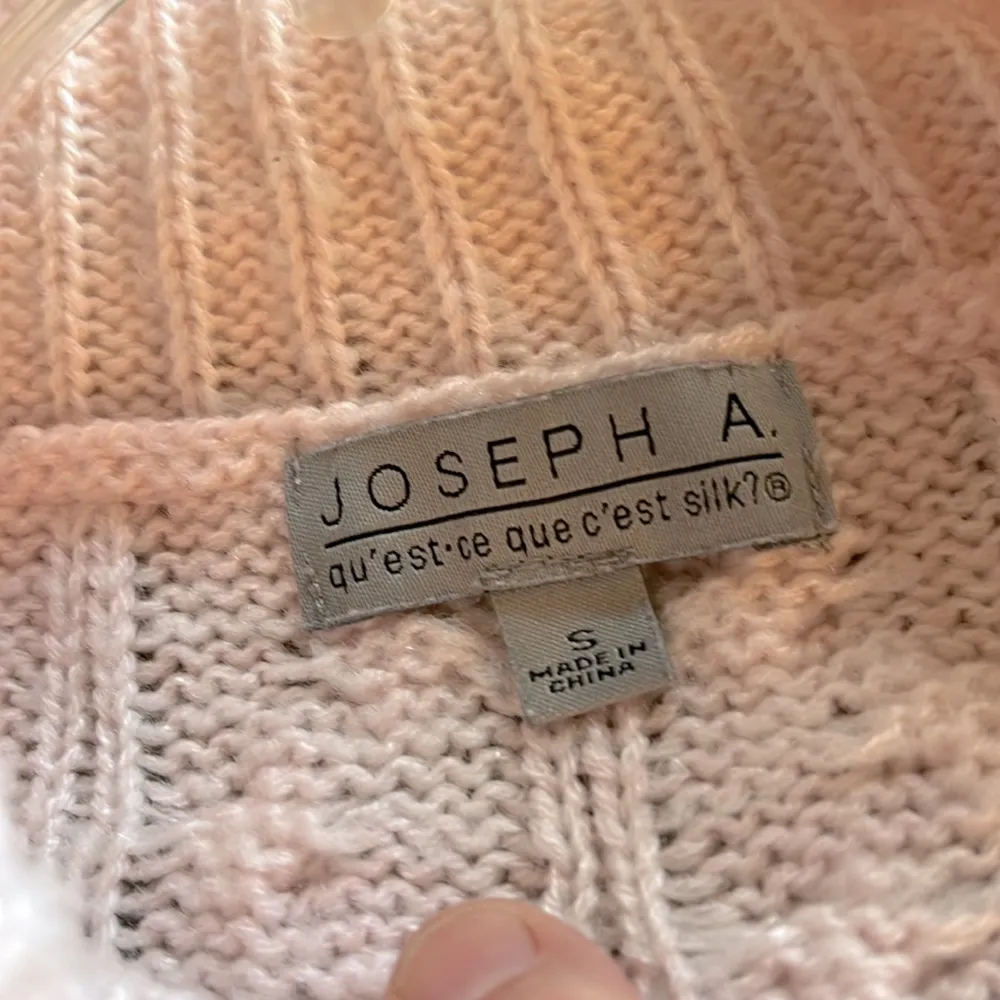 JOSEPH A.
qu'est·ce que c'est silk?®
S
MADE IN
CHINA